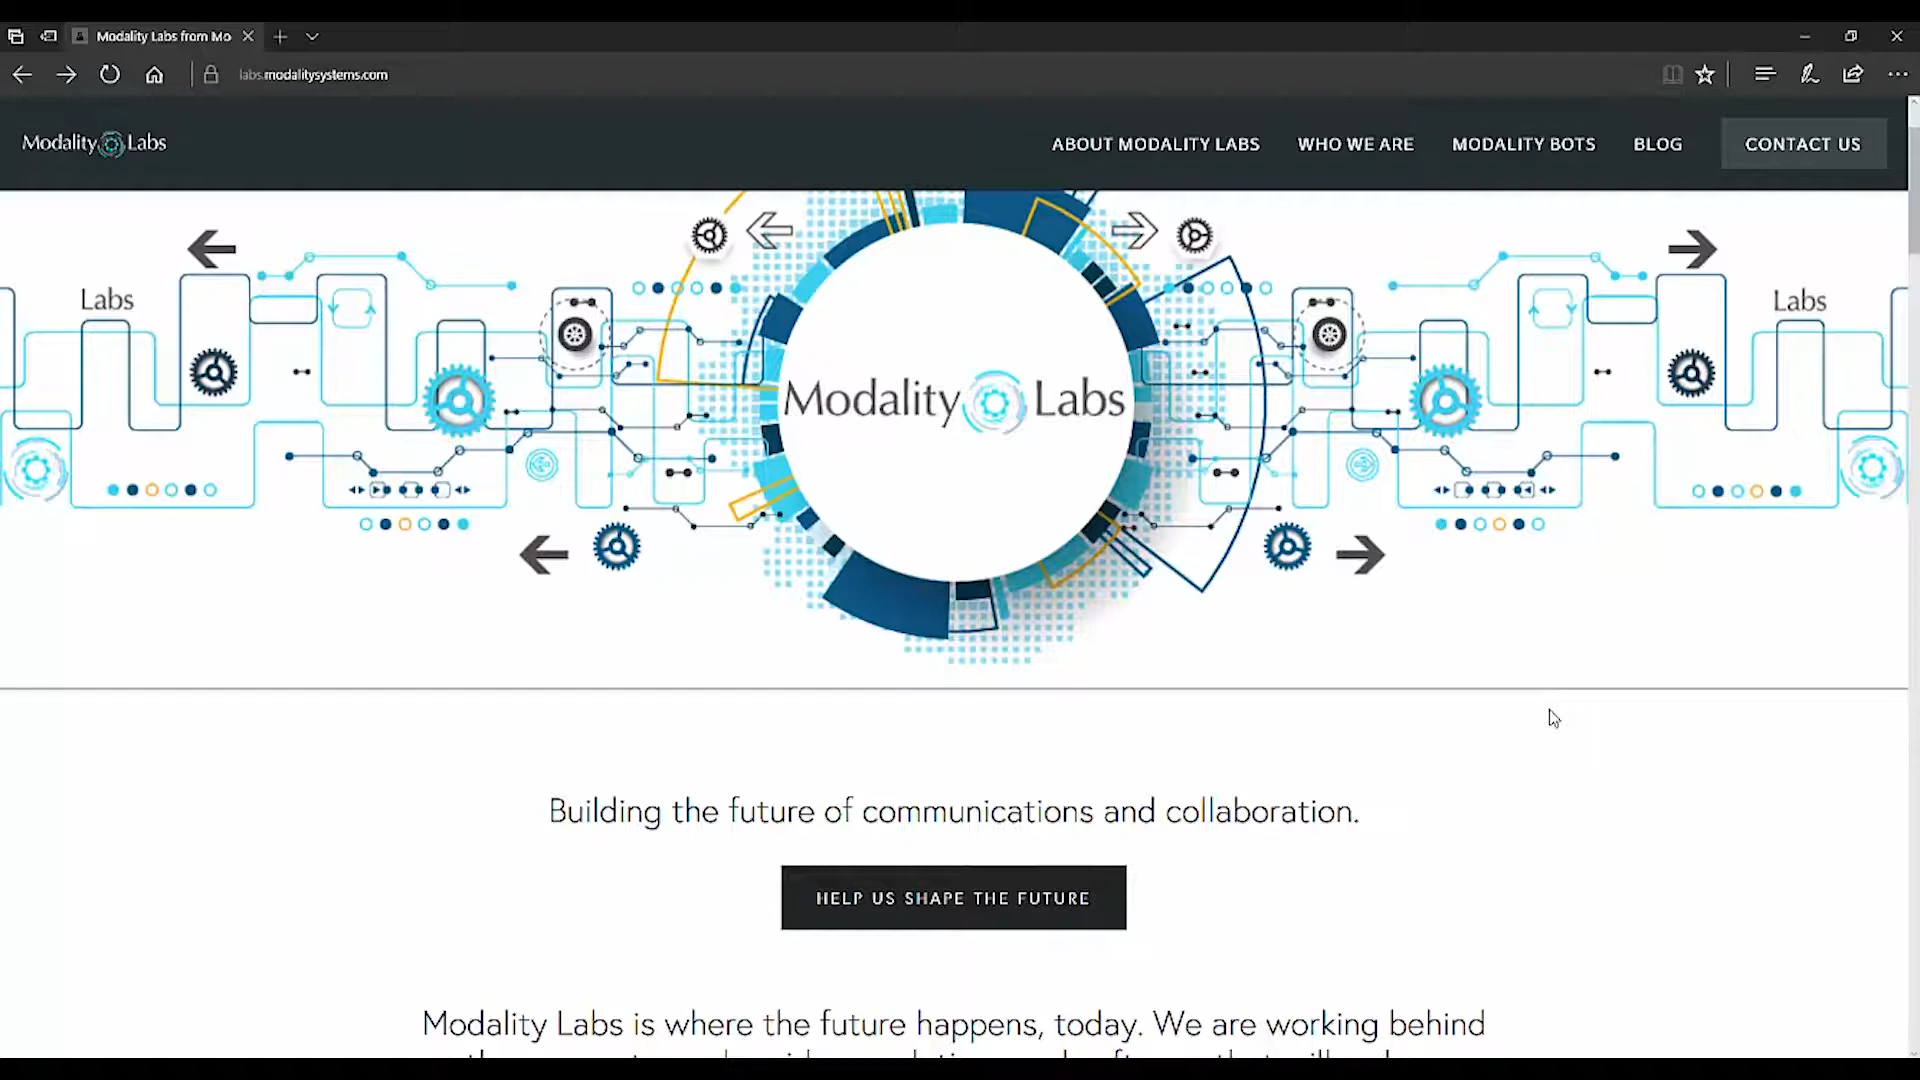 Modality Labs from Mo
labs.modalitysystems.com
Modality Labs
ABOUT MODALITY LABS
WHO WE ARE
MODALITY BOTS
BLOG
CONTACT US
Labs
Labs
Modality Labs
Building the future of communications and collaboration.
HELP US SHAPE THE FUTURE
Modality Labs is where the future happens, today. We are working behind